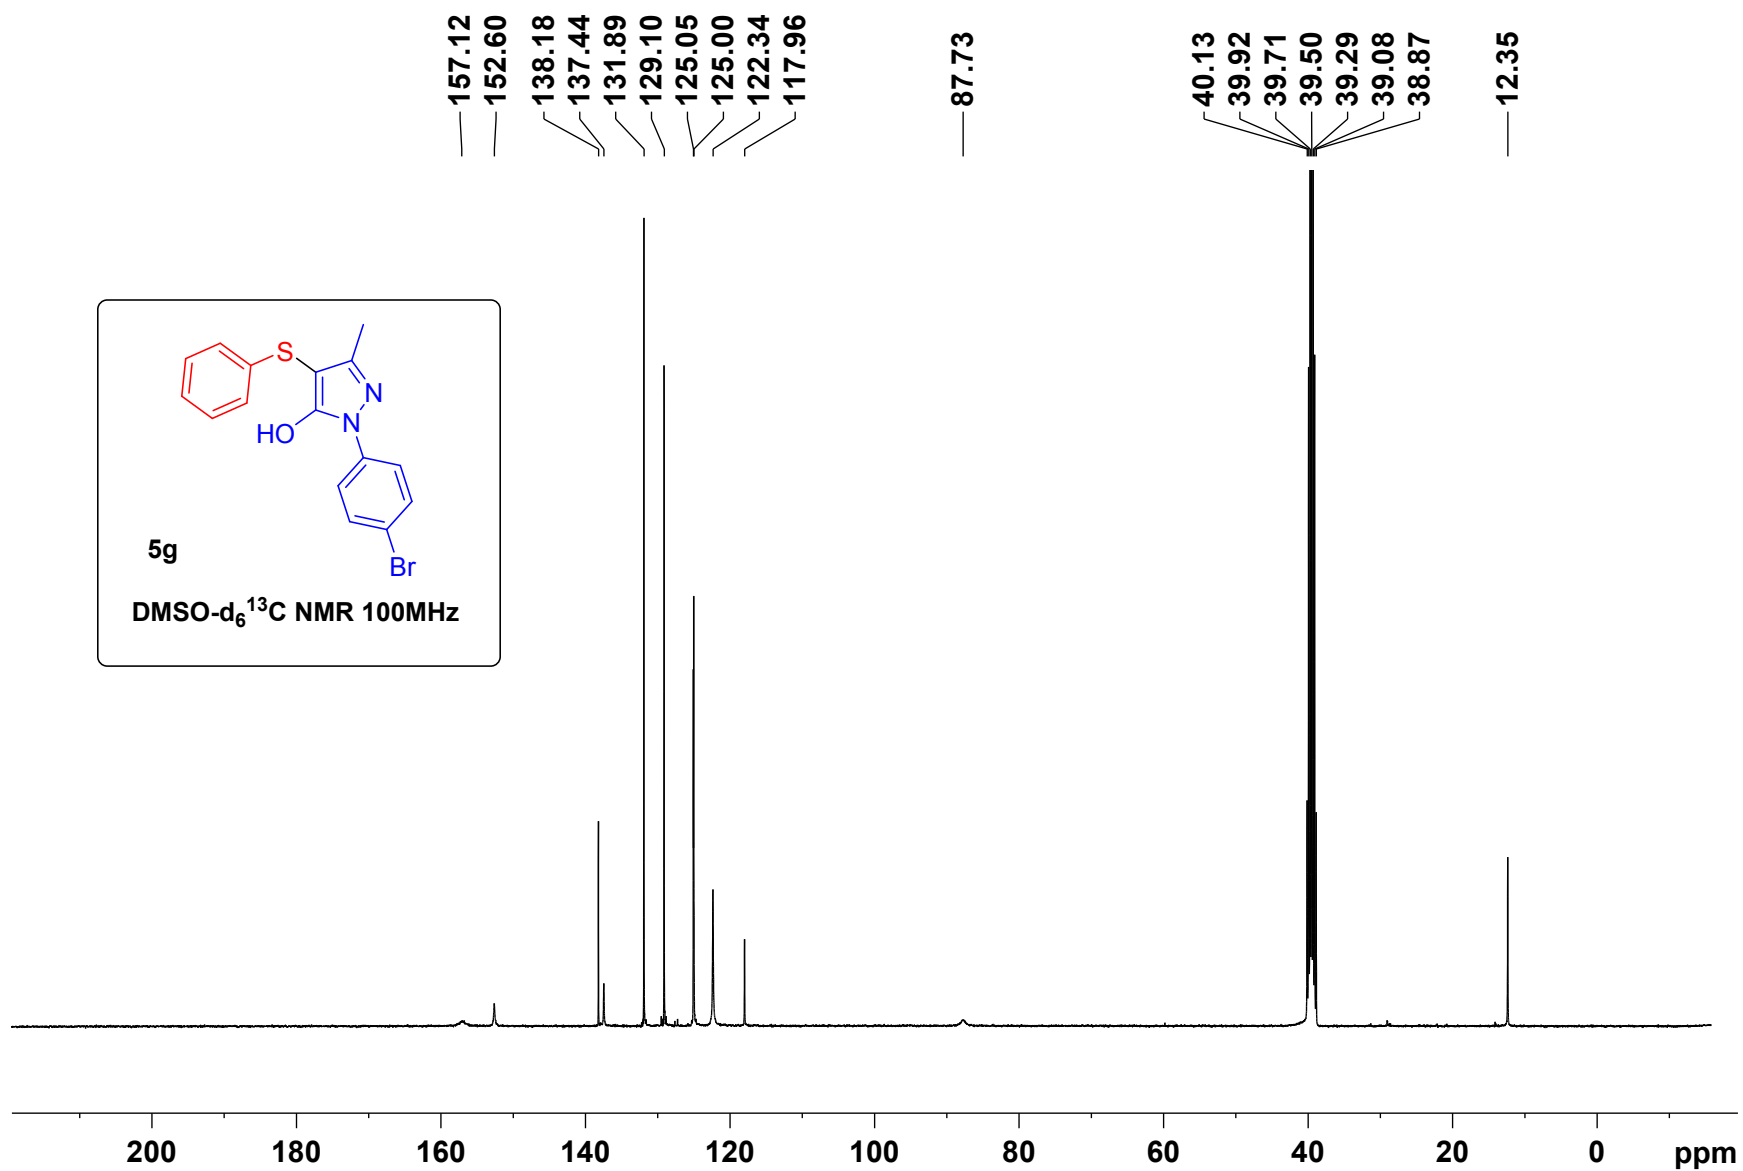 157.12
152.60
138.18
137.44
131.89
129.10
125.05
125.00
122.34
117.96
87.73
40.13
39.92
39.71
39.50
39.29
39.08
38.87
12.35
S
N
N
HO
Br
5g
DMSO-d₆¹³C NMR 100MHz
200 180 160 140 120 100 80 60 40 20 0 ppm